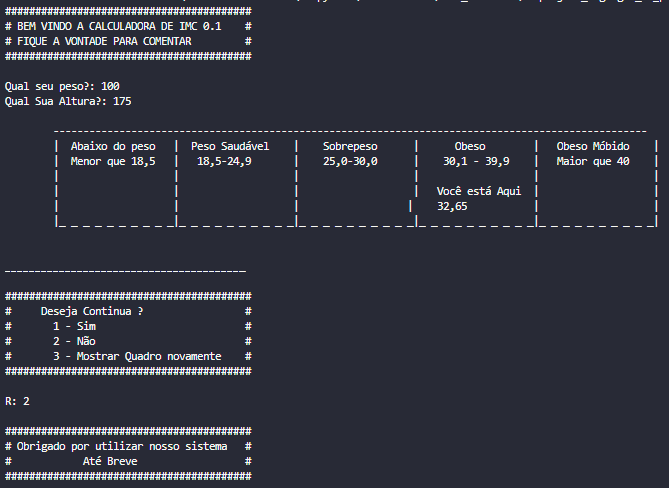 ##########################################
# BEM VINDO A CALCULADORA DE IMC 0.1 #
# FIQUE A VONTADE PARA COMENTAR #
##########################################
Qual seu peso?: 100
Qual Sua Altura?: 175
| Abaixo do peso | Peso Saudável | Sobrepeso | Obeso | Obeso Móbido |
| Menor que 18,5 | 18,5-24,9 | 25,0-30,0 | 30,1 - 39,9 | Maior que 40 |
| | | | | |
| | | | Você está Aqui | |
| | | | 32,65 | |
|_ _ _ _ _ _ _ _ _ _|_ _ _ _ _ _ _ _ _ _|_ _ _ _ _ _ _ _ _ _|_ _ _ _ _ _ _ _ _ _|_ _ _ _ _ _ _ _ _ _|
________________________________________
##########################################
# Deseja Continua ? #
# 1 - Sim #
# 2 - Não #
# 3 - Mostrar Quadro novamente #
##########################################
R: 2
##########################################
# Obrigado por utilizar nosso sistema #
# Até Breve #
##########################################